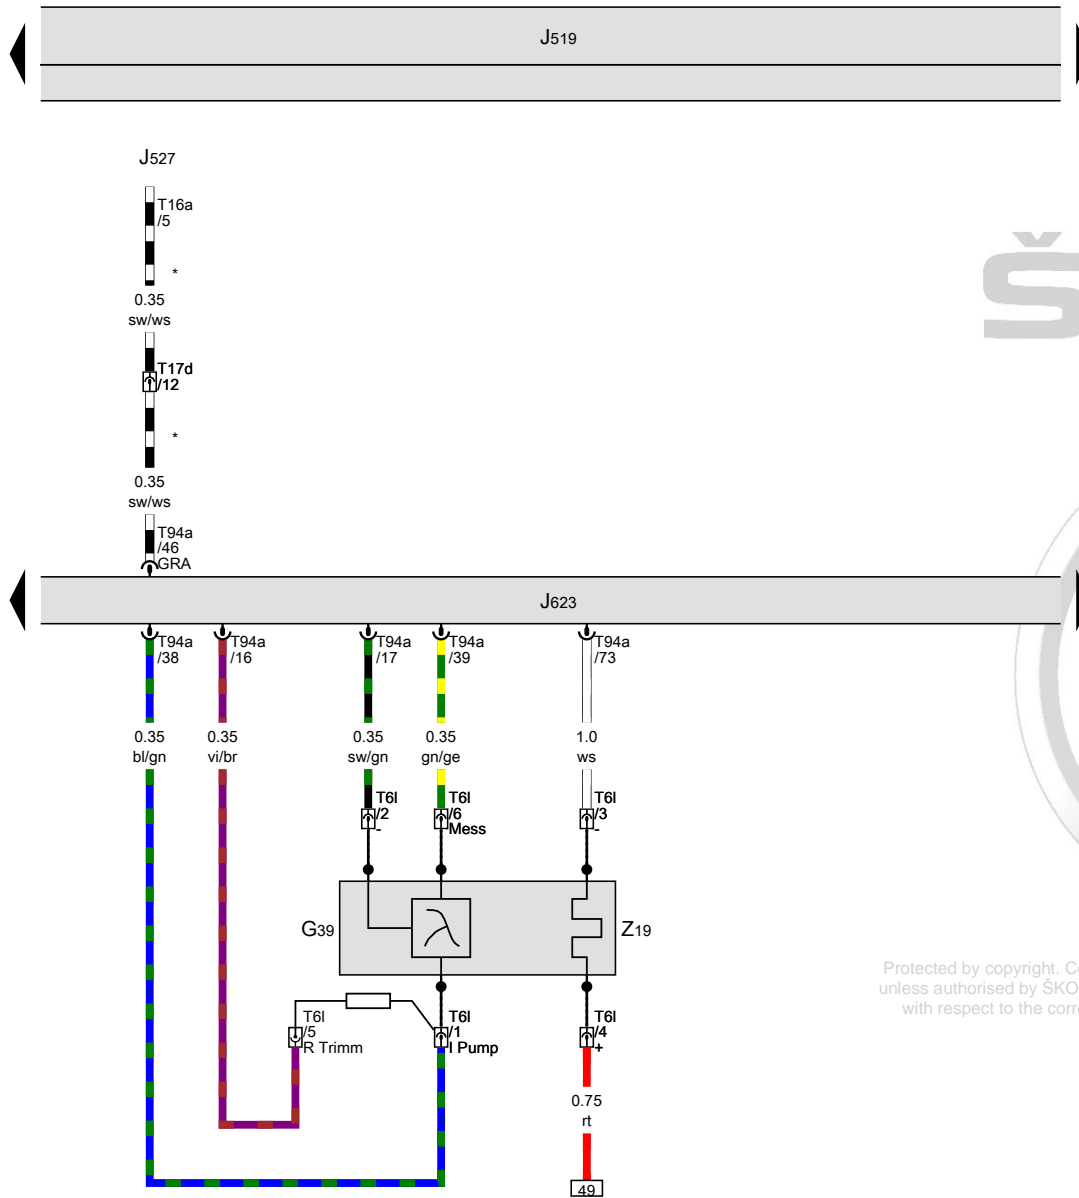 J519
J527
T16a
/5
*
0.35
sw/ws
T17d
/12
*
0.35
sw/ws
T94a
/46
GRA
J623
T94a
/38
T94a
/16
T94a
/17
T94a
/39
T94a
/73
0.35
bl/gn
0.35
vi/br
0.35
sw/gn
0.35
gn/ge
1.0
ws
T6l
/2
-
T6l
/6
Mess
T6l
/3
-
G39
Z19
T6l
/5
R Trimm
T6l
/1
I Pump
T6l
/4
+
0.75
rt
49
Š
Protected by copyright.
unless authorised by
with respect to the